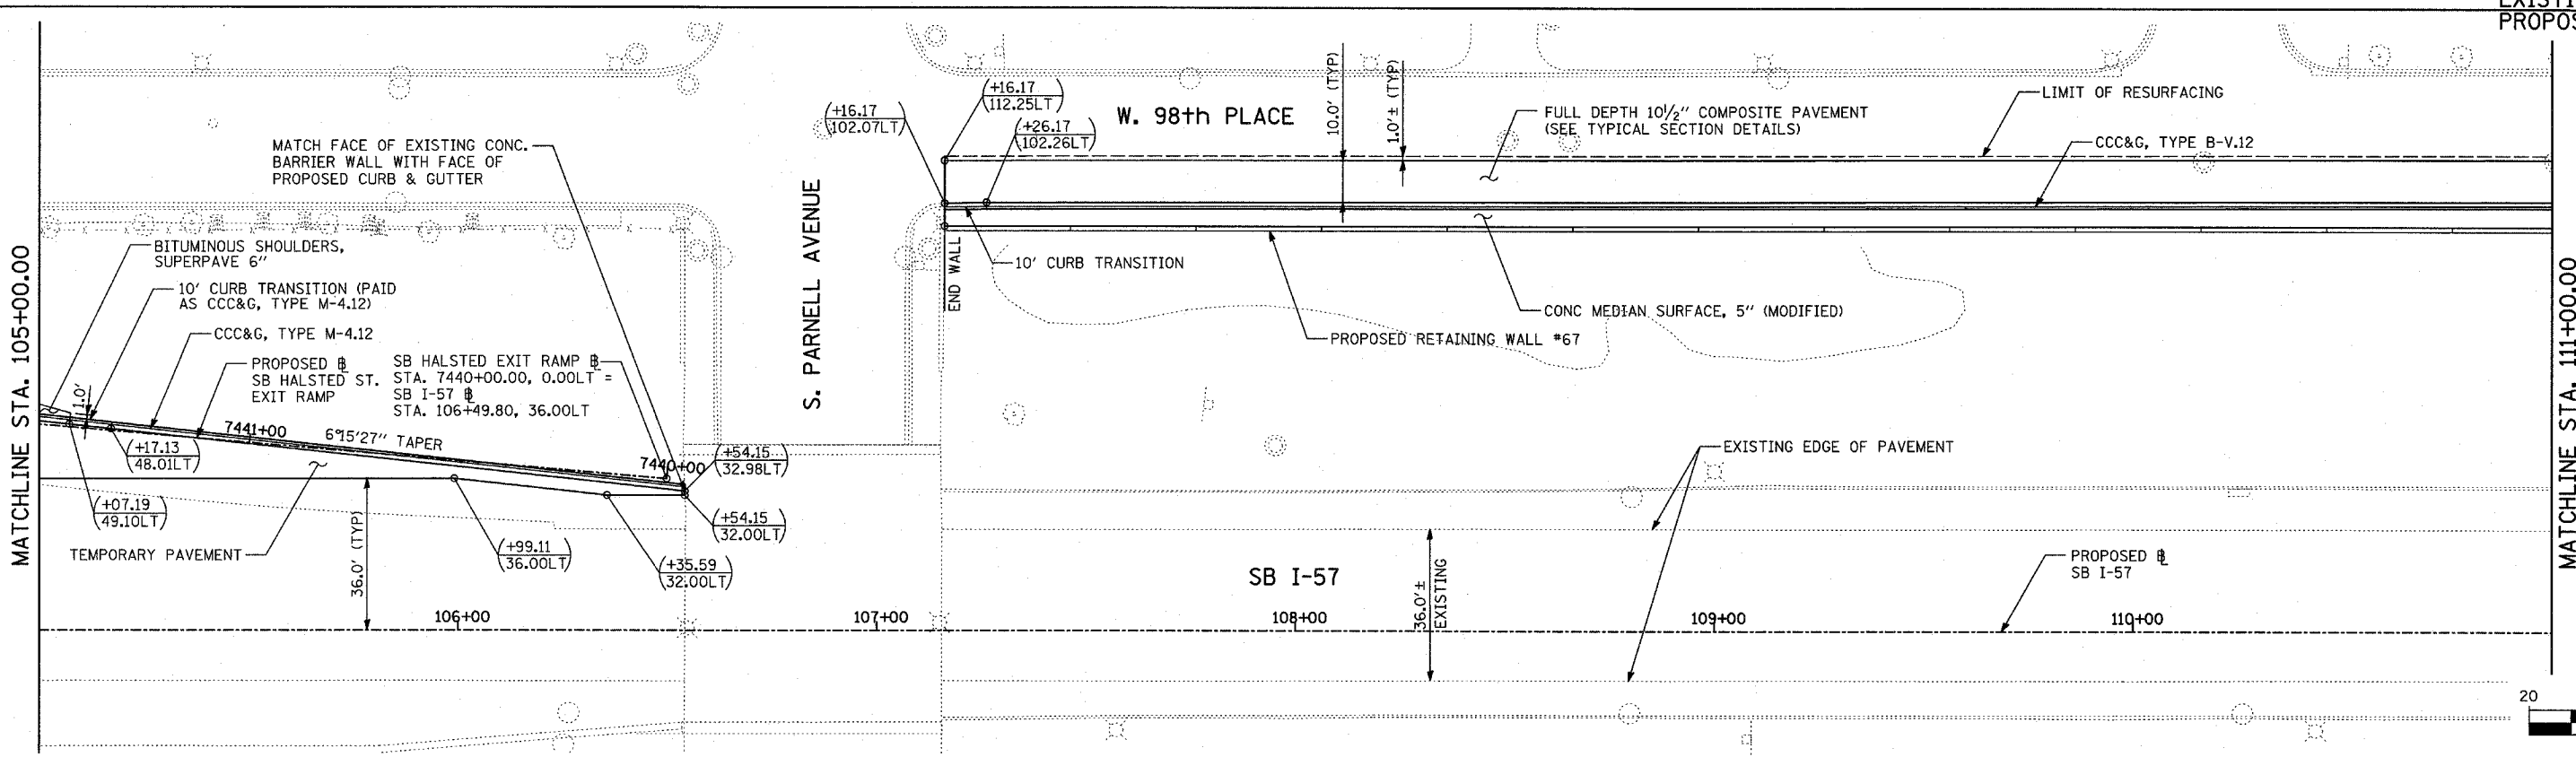 EXISTI
PROPOS
MATCHLINE STA. 105+00.00
MATCH FACE OF EXISTING CONC.
BARRIER WALL WITH FACE OF
PROPOSED CURB & GUTTER
BITUMINOUS SHOULDERS,
SUPERPAVE 6"
10' CURB TRANSITION (PAID
AS CCC&G, TYPE M-4.12)
CCC&G, TYPE M-4.12
PROPOSED ℄
SB HALSTED ST.
EXIT RAMP
SB HALSTED EXIT RAMP ℄
STA. 7440+00.00, 0.00LT =
SB I-57 ℄
STA. 106+49.80, 36.00LT
1.0'
7441+00
6°15'27" TAPER
7440+00
+17.13
48.01LT
+07.19
49.10LT
TEMPORARY PAVEMENT
36.0' (TYP)
+99.11
36.00LT
+35.59
32.00LT
+54.15
32.98LT
+54.15
32.00LT
S. PARNELL AVENUE
+16.17
102.07LT
+16.17
112.25LT
+26.17
102.26LT
W. 98th PLACE
10.0' (TYP)
1.0'± (TYP)
FULL DEPTH 10½" COMPOSITE PAVEMENT
(SEE TYPICAL SECTION DETAILS)
LIMIT OF RESURFACING
CCC&G, TYPE B-V.12
END WALL
10' CURB TRANSITION
CONC MEDIAN SURFACE, 5" (MODIFIED)
PROPOSED RETAINING WALL #67
EXISTING EDGE OF PAVEMENT
SB I-57
36.0'±
EXISTING
PROPOSED ℄
SB I-57
106+00
107+00
108+00
109+00
110+00
MATCHLINE STA. 111+00.00
20